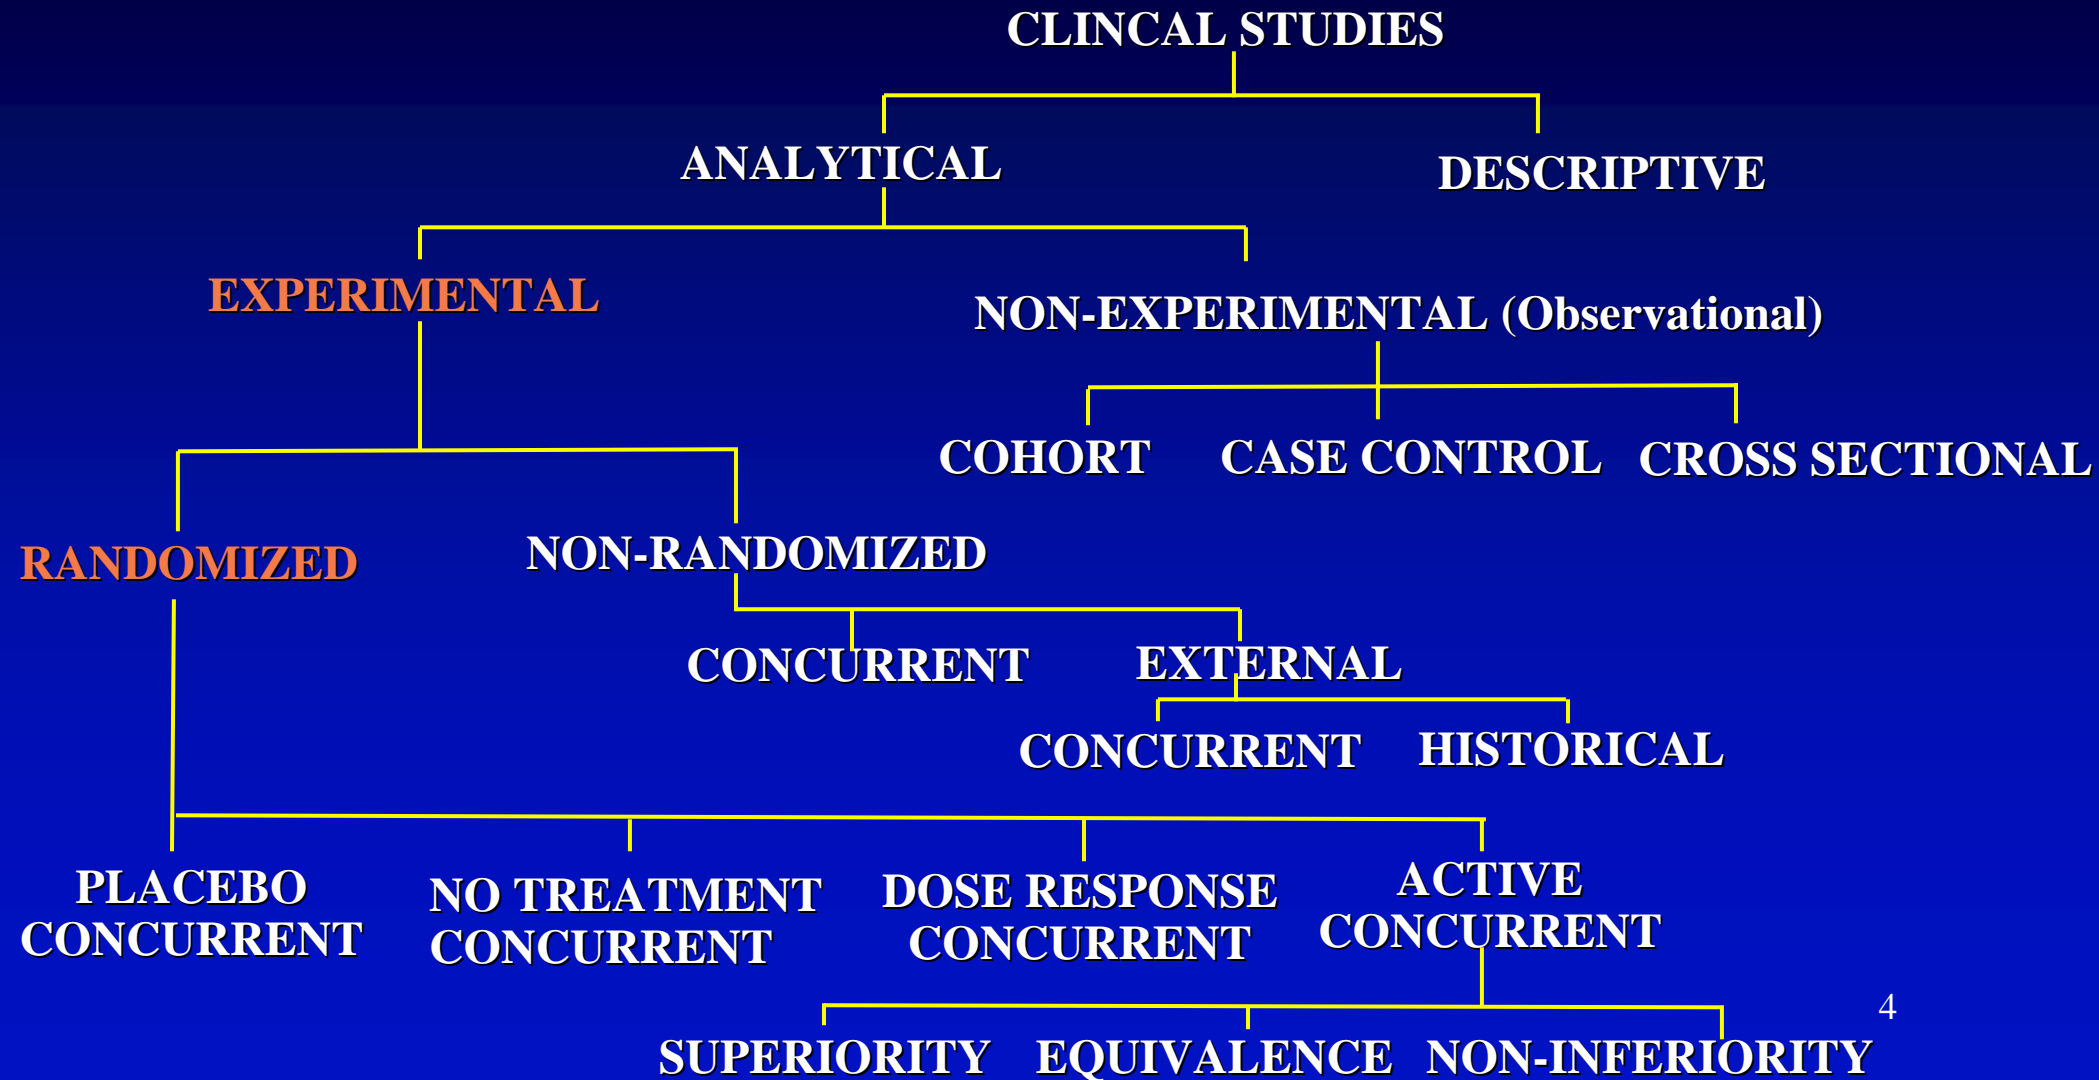 CLINCAL STUDIES
ANALYTICAL
DESCRIPTIVE
EXPERIMENTAL
NON-EXPERIMENTAL (Observational)
COHORT
CASE CONTROL
CROSS SECTIONAL
RANDOMIZED
NON-RANDOMIZED
CONCURRENT
EXTERNAL
CONCURRENT
HISTORICAL
PLACEBO
CONCURRENT
NO TREATMENT
CONCURRENT
DOSE RESPONSE
CONCURRENT
ACTIVE
CONCURRENT
4
SUPERIORITY
EQUIVALENCE
NON-INFERIORITY